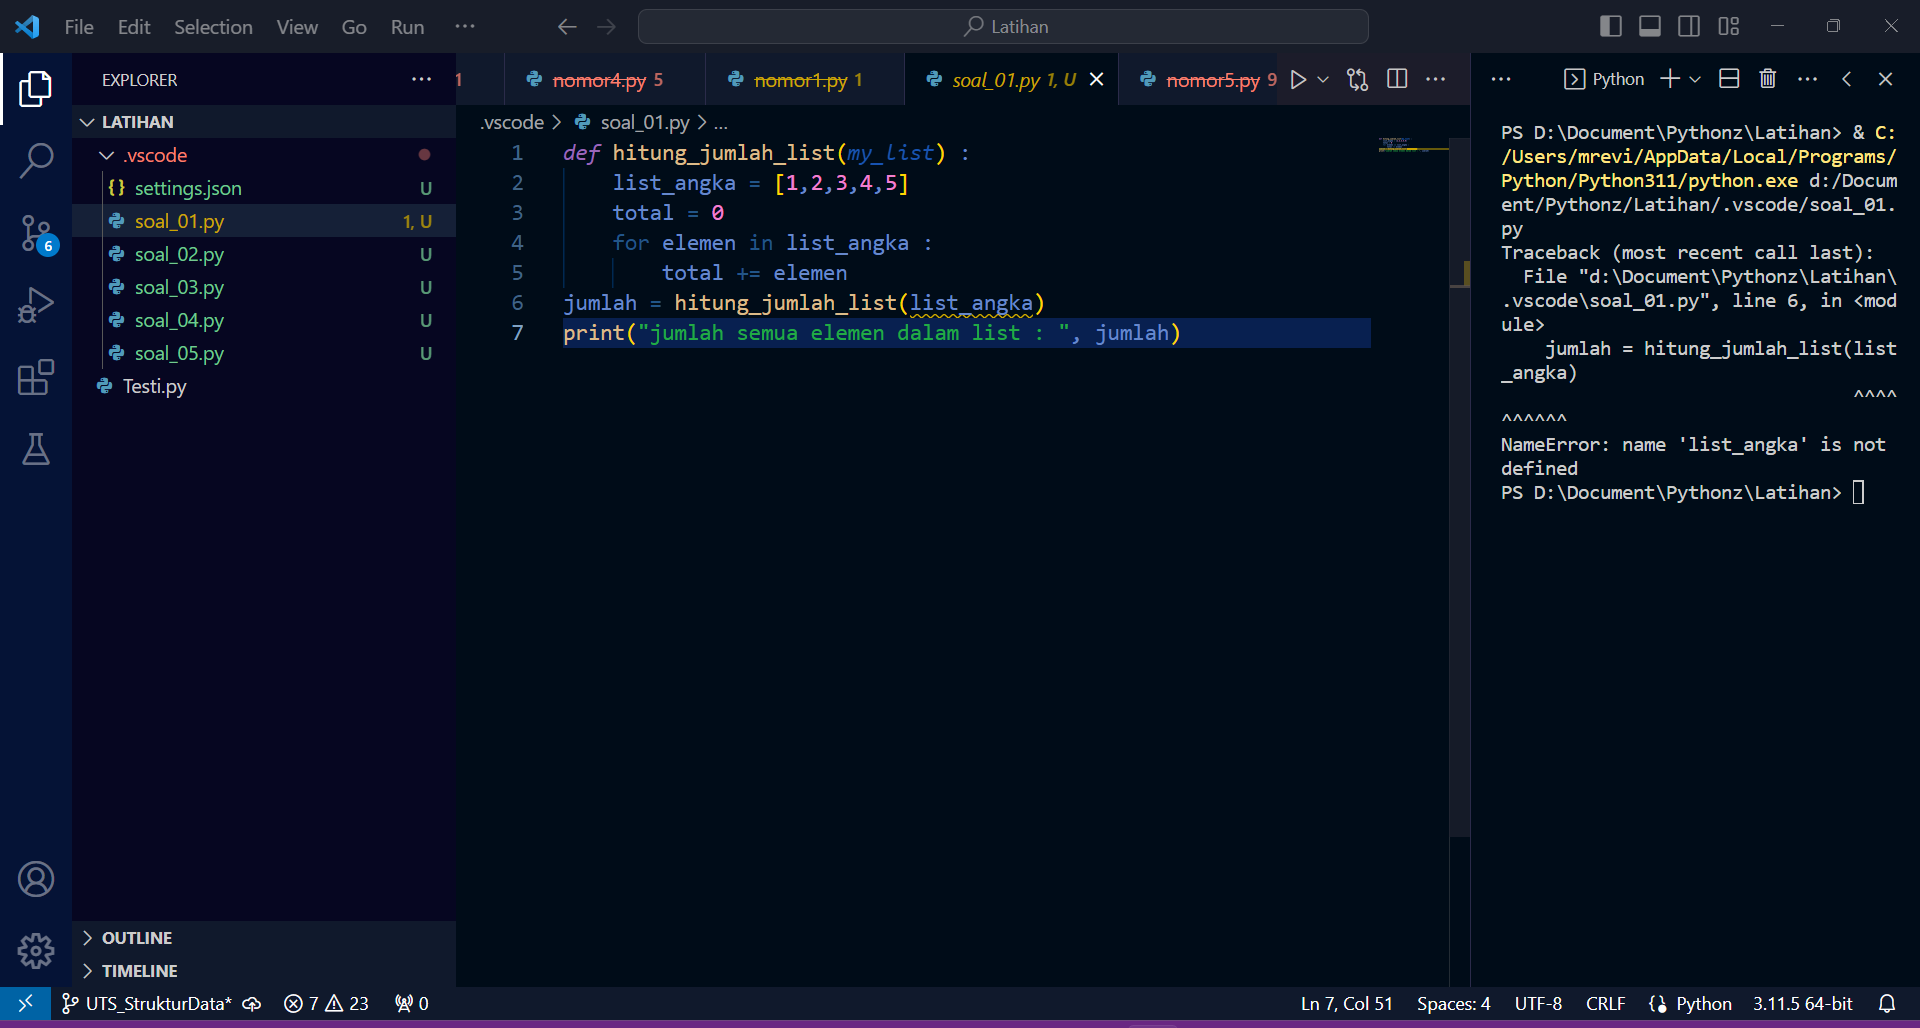 File Edit Selection View Go Run ··· Latihan
EXPLORER ···
1 nomor4.py 5 nomor1.py 1 soal_01.py 1, U nomor5.py 9 ···
LATIHAN
.vscode
{} settings.json U
soal_01.py 1, U
soal_02.py U
soal_03.py U
soal_04.py U
soal_05.py U
Testi.py
OUTLINE
TIMELINE
6
.vscode > soal_01.py > ...
1 def hitung_jumlah_list(my_list) :
2 list_angka = [1,2,3,4,5]
3 total = 0
4 for elemen in list_angka :
5 total += elemen
6 jumlah = hitung_jumlah_list(list_angka)
7 print("jumlah semua elemen dalam list : ", jumlah)
··· Python ···
PS D:\Document\Pythonz\Latihan> & C:
/Users/mrevi/AppData/Local/Programs/
Python/Python311/python.exe d:/Docum
ent/Pythonz/Latihan/.vscode/soal_01.
py
Traceback (most recent call last):
File "d:\Document\Pythonz\Latihan\
.vscode\soal_01.py", line 6, in <mod
ule>
jumlah = hitung_jumlah_list(list
_angka)
^^^^
^^^^^^
NameError: name 'list_angka' is not
defined
PS D:\Document\Pythonz\Latihan>
UTS_StrukturData* 7 23 0 Ln 7, Col 51 Spaces: 4 UTF-8 CRLF Python 3.11.5 64-bit